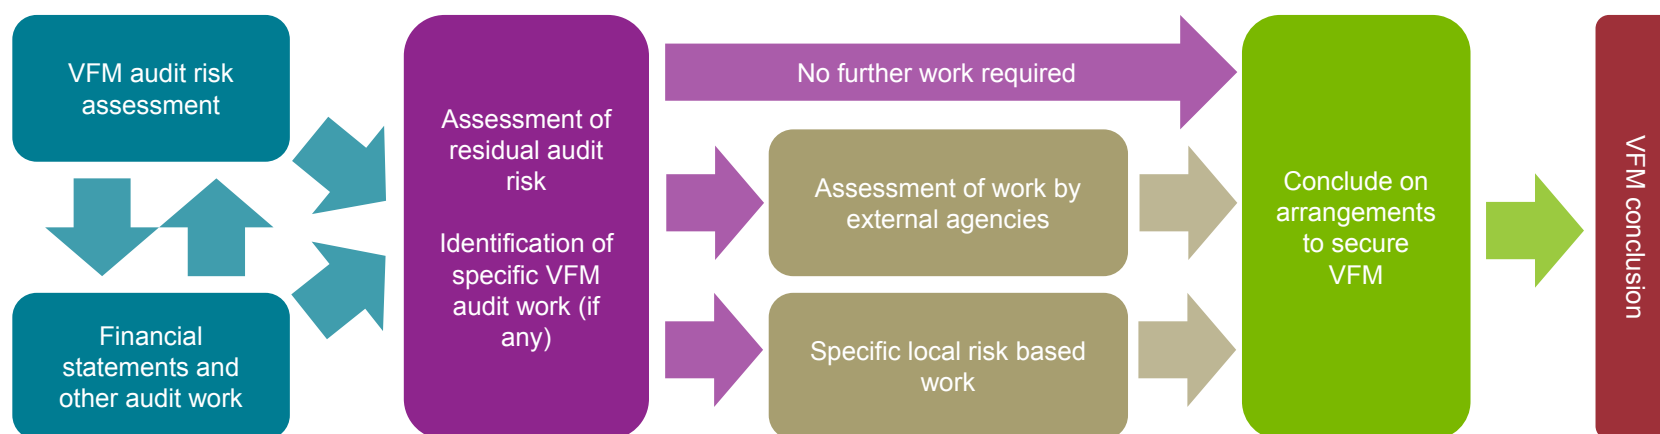 VFM audit risk
assessment
Financial
statements and
other audit work
Assessment of
residual audit
risk
Identification of
specific VFM
audit work (if
any)
No further work required
Assessment of work by
external agencies
Specific local risk based
work
Conclude on
arrangements
to secure
VFM
VFM conclusion